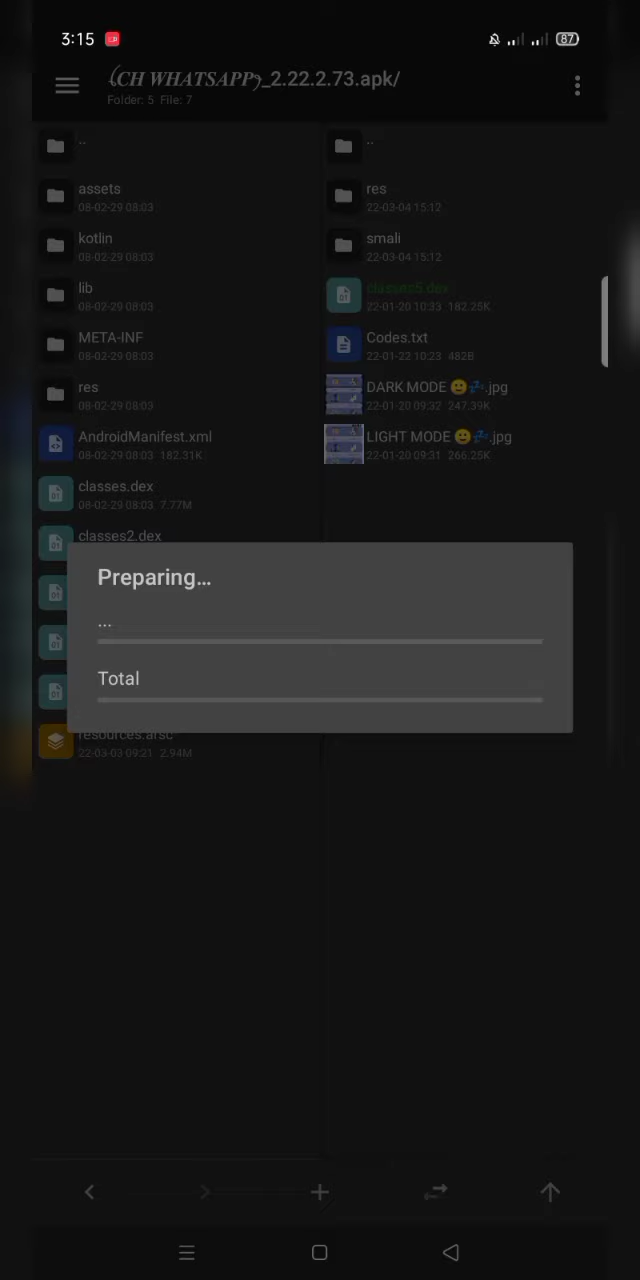 3:15
87
(CH WHATSAPP)_2.22.2.73.apk/
Folder: 5 File: 7
..
assets
08-02-29 08:03
kotlin
08-02-29 08:03
lib
08-02-29 08:03
META-INF
08-02-29 08:03
res
08-02-29 08:03
AndroidManifest.xml
08-02-29 08:03 182.31K
classes.dex
08-02-29 08:03 7.77M
classes2.dex
resources.arsc
22-03-03 09:21 2.94M
..
res
22-03-04 15:12
smali
22-03-04 15:12
classes5.dex
22-01-20 10:33 182.25K
Codes.txt
22-01-22 10:23 482B
DARK MODE 😀💤.jpg
22-01-20 09:32 247.39K
LIGHT MODE 😀💤.jpg
22-01-20 09:31 266.25K
Preparing...
...
Total